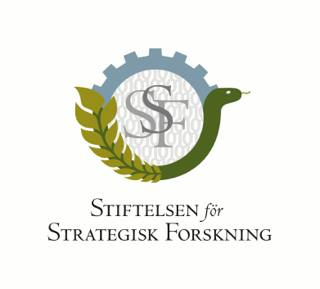 SSF
STIFTELSEN för
STRATEGISK FORSKNING